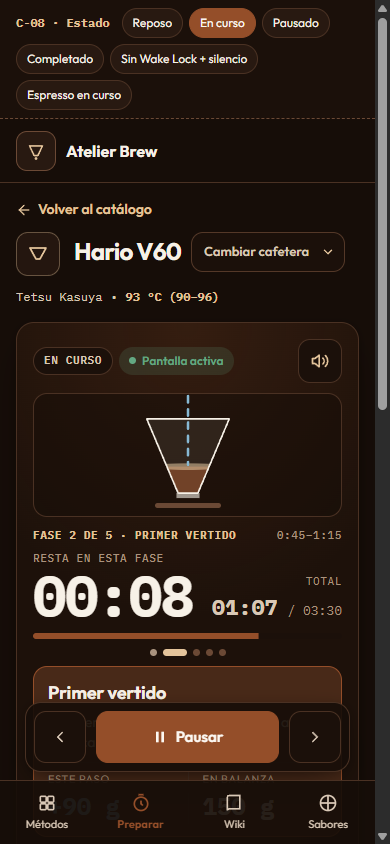 C-08 · Estado Reposo En curso Pausado
Completado Sin Wake Lock + silencio
Espresso en curso
Atelier Brew
← Volver al catálogo
Hario V60 Cambiar cafetera
Tetsu Kasuya • 93 °C (90–96)
EN CURSO Pantalla activa
FASE 2 DE 5 · PRIMER VERTIDO 0:45–1:15
RESTA EN ESTA FASE
TOTAL
00:08 01:07 / 03:30
Primer vertido
Pausar
ESTE PASO EN BALANZA
+90 g 150 g
Métodos Preparar Wiki Sabores